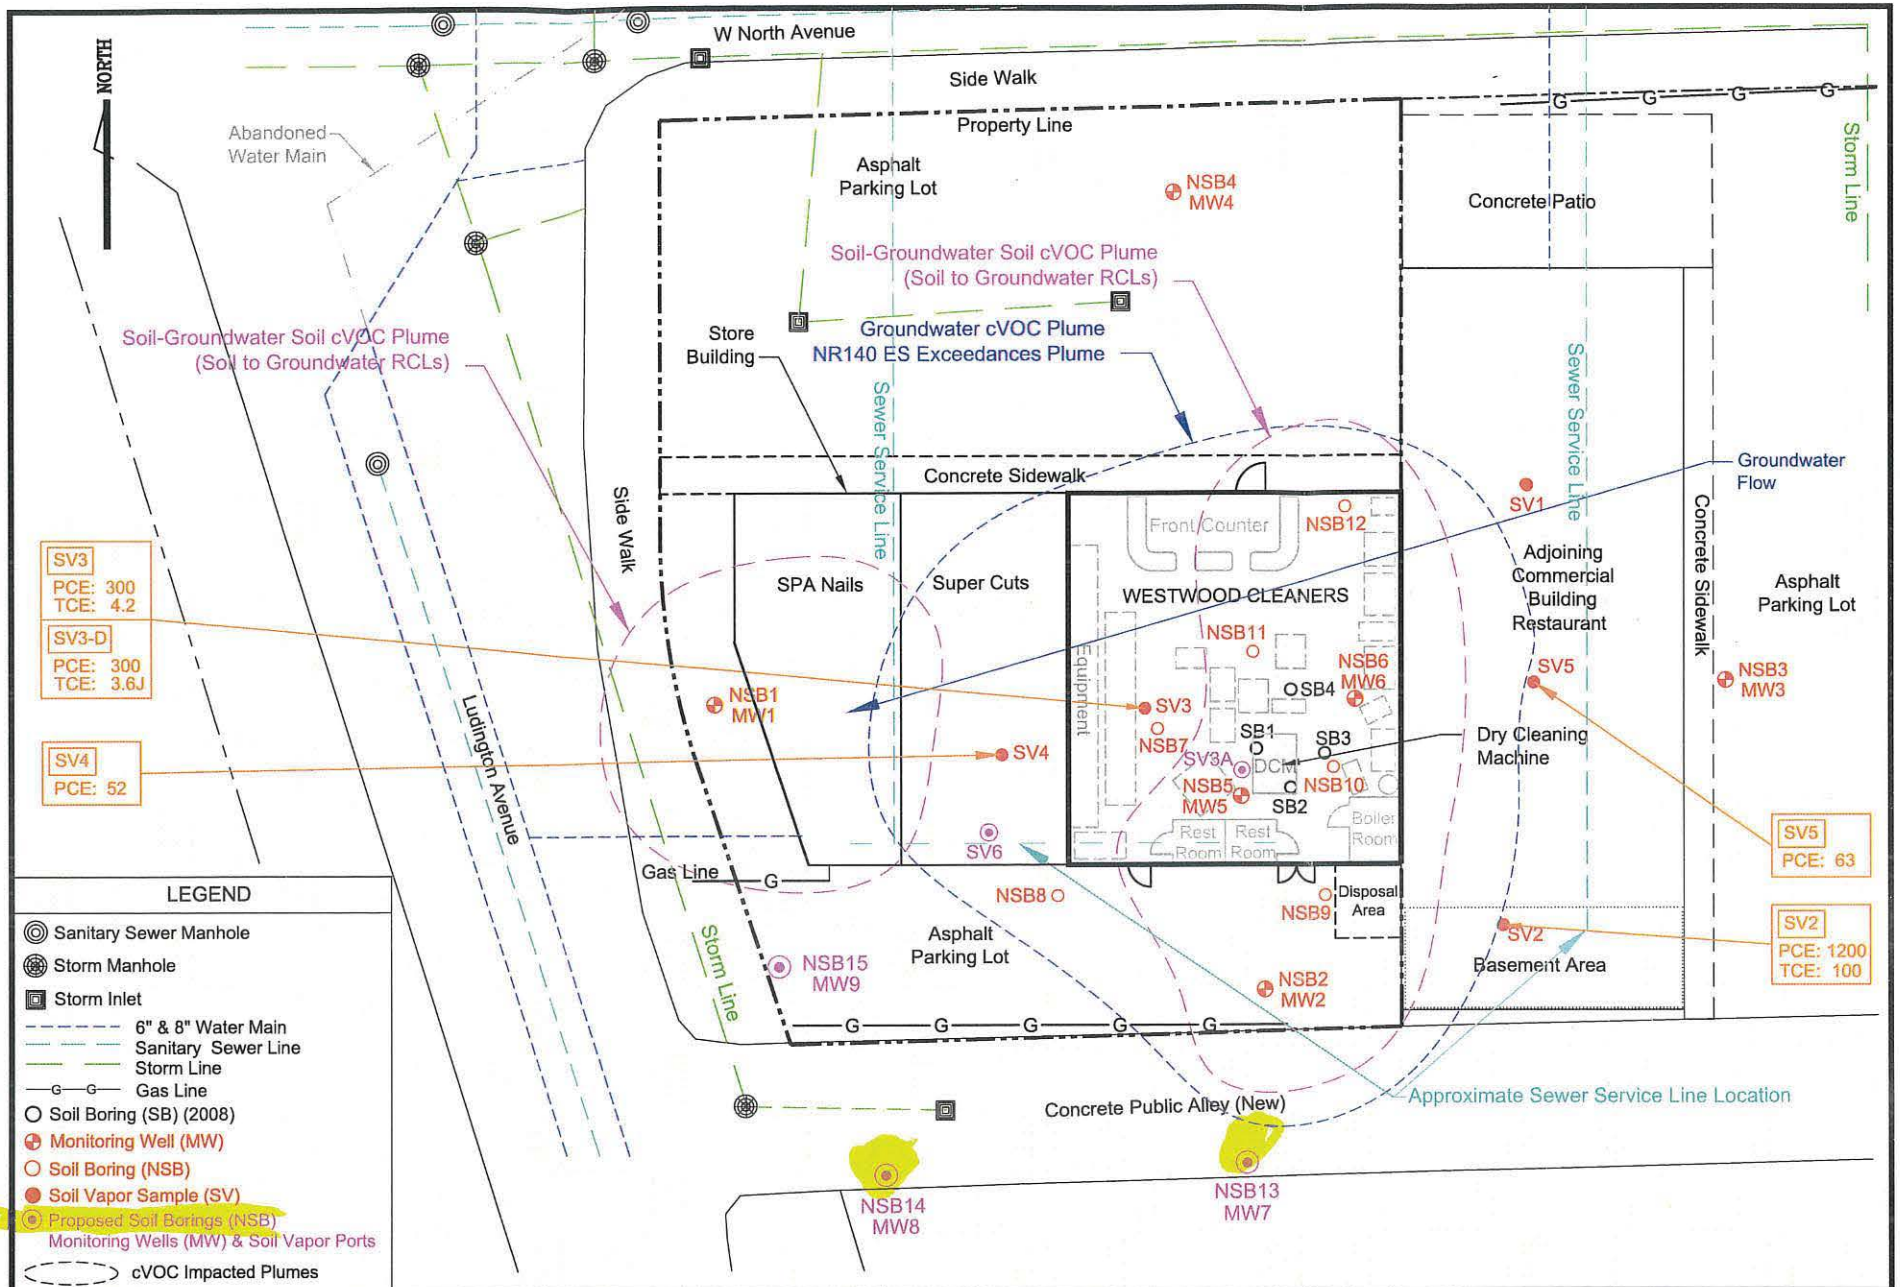 W North Avenue
Side Walk
NORTH
Property Line
Abandoned
Water Main
Asphalt
Parking Lot
NSB4
MW4
Concrete Patio
Storm Line
Soil-Groundwater Soil cVOC Plume
(Soil to Groundwater RCLs)
Groundwater cVOC Plume
NR140 ES Exceedances Plume
Soil-Groundwater Soil cVOC Plume
(Soil to Groundwater RCLs)
Store
Building
Sewer Service Line
Sewer Service Line
Concrete Sidewalk
Groundwater
Flow
Side Walk
SV1
Concrete Sidewalk
Front Counter
NSB12
SPA Nails
Super Cuts
WESTWOOD CLEANERS
Adjoining
Commercial
Building
Restaurant
Asphalt
Parking Lot
SV3
PCE: 300
TCE: 4.2
SV3-D
PCE: 300
TCE: 3.6J
NSB11
Equipment
NSB6
MW6
SB4
SV5
NSB3
MW3
NSB1
MW1
SV3
NSB7
SB1
SB3
Dry Cleaning
Machine
SV4
PCE: 52
SV4
SV3A
DCM
NSB5
MW5
SB2
NSB10
Ludington Avenue
Boiler
Room
Rest
Room
Rest
Room
SV6
SV5
PCE: 63
Gas Line
G
NSB8
NSB9
Disposal
Area
SV2
PCE: 1200
TCE: 100
SV2
Basement Area
Asphalt
Parking Lot
Storm Line
NSB15
MW9
NSB2
MW2
G G G G G
G G G G
Approximate Sewer Service Line Location
Concrete Public Alley (New)
NSB14
MW8
NSB13
MW7
LEGEND
Sanitary Sewer Manhole
Storm Manhole
Storm Inlet
6" & 8" Water Main
Sanitary Sewer Line
Storm Line
G G Gas Line
Soil Boring (SB) (2008)
Monitoring Well (MW)
Soil Boring (NSB)
Soil Vapor Sample (SV)
Proposed Soil Borings (NSB)
Monitoring Wells (MW) & Soil Vapor Ports
cVOC Impacted Plumes